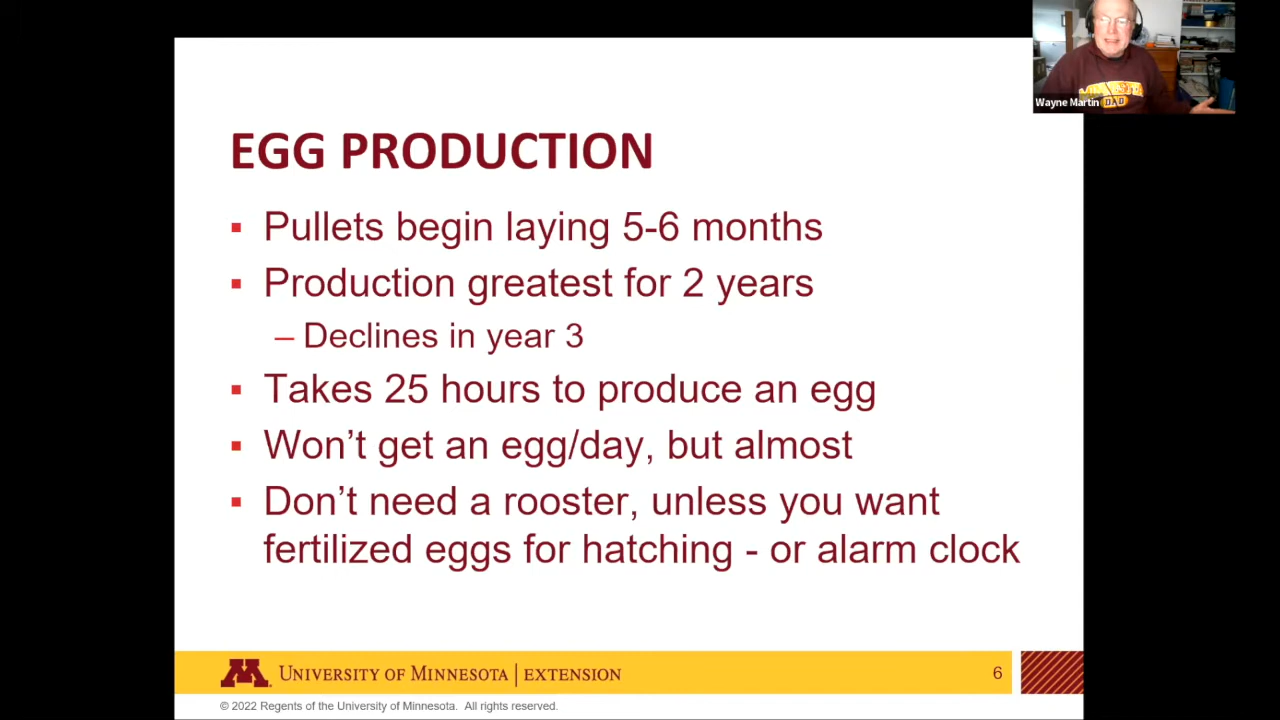 Wayne Martin
DAD
EGG PRODUCTION
▪ Pullets begin laying 5-6 months
▪ Production greatest for 2 years
– Declines in year 3
▪ Takes 25 hours to produce an egg
▪ Won’t get an egg/day, but almost
▪ Don’t need a rooster, unless you want
fertilized eggs for hatching - or alarm clock
M UNIVERSITY OF MINNESOTA | EXTENSION
6
© 2022 Regents of the University of Minnesota. All rights reserved.